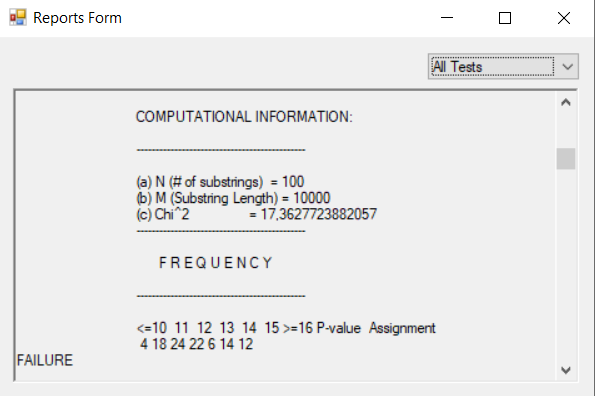 Reports Form
All Tests
COMPUTATIONAL INFORMATION:
---------------------------------------------
(a) N (# of substrings) = 100
(b) M (Substring Length) = 10000
(c) Chi^2 = 17,3627723882057
---------------------------------------------
F R E Q U E N C Y
---------------------------------------------
<=10 11 12 13 14 15 >=16 P-value Assignment
4 18 24 22 6 14 12
FAILURE